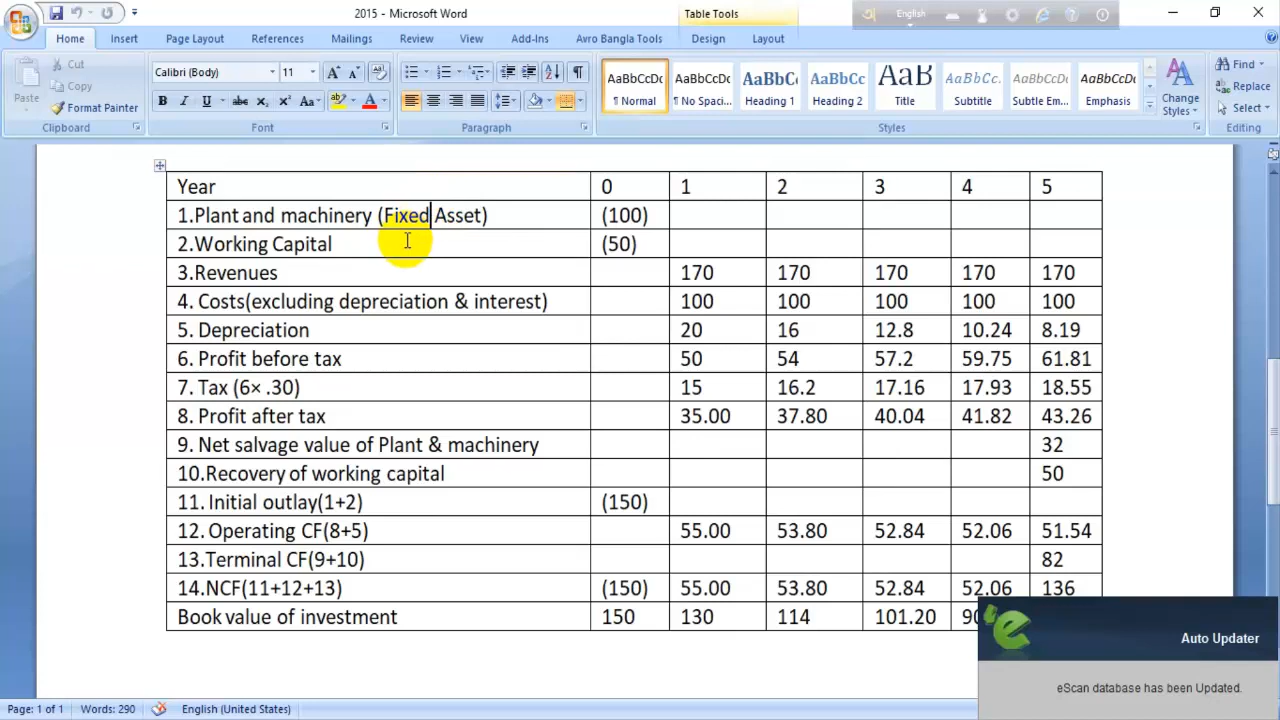 2015 - Microsoft Word
Table Tools
English
Home Insert Page Layout References Mailings Review View Add-Ins Avro Bangla Tools Design Layout
Paste
Cut
Copy
Format Painter
Clipboard
Calibri (Body) 11
Font
Paragraph
AaBbCcDc AaBbCcDc AaBbCc AaBbCc AaB AaBbCc. AaBbCcDc AaBbCcDc
¶ Normal ¶ No Spaci... Heading 1 Heading 2 Title Subtitle Subtle Em... Emphasis
Change Styles
Styles
Find
Replace
Select
Editing
Year 0 1 2 3 4 5
1.Plant and machinery (Fixed Asset) (100)
2.Working Capital (50)
3.Revenues 170 170 170 170 170
4. Costs(excluding depreciation & interest) 100 100 100 100 100
5. Depreciation 20 16 12.8 10.24 8.19
6. Profit before tax 50 54 57.2 59.75 61.81
7. Tax (6× .30) 15 16.2 17.16 17.93 18.55
8. Profit after tax 35.00 37.80 40.04 41.82 43.26
9. Net salvage value of Plant & machinery 32
10.Recovery of working capital 50
11. Initial outlay(1+2) (150)
12. Operating CF(8+5) 55.00 53.80 52.84 52.06 51.54
13.Terminal CF(9+10) 82
14.NCF(11+12+13) (150) 55.00 53.80 52.84 52.06 136
Book value of investment 150 130 114 101.20 90
Auto Updater
eScan database has been Updated.
Page: 1 of 1 Words: 290 English (United States)